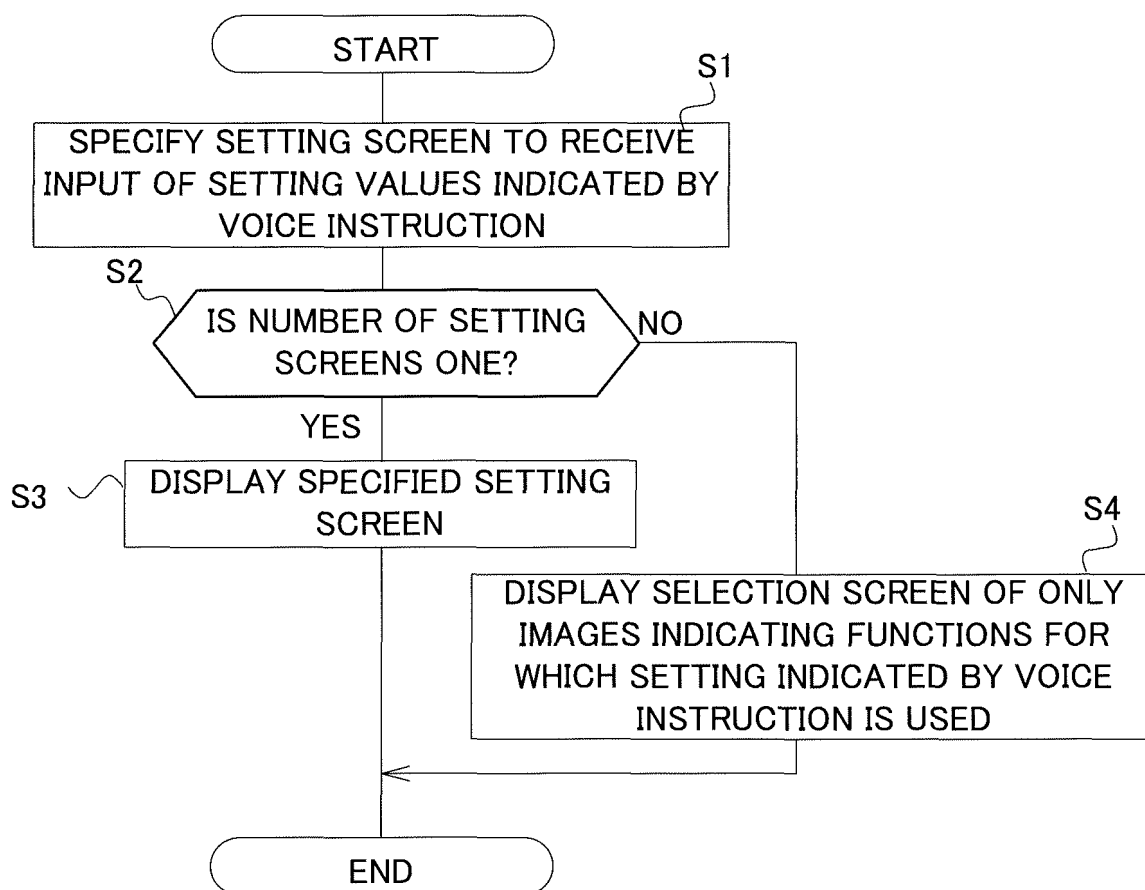 START
S1
SPECIFY SETTING SCREEN TO RECEIVE
INPUT OF SETTING VALUES INDICATED BY
VOICE INSTRUCTION
S2
IS NUMBER OF SETTING
SCREENS ONE?
NO
YES
S3
DISPLAY SPECIFIED SETTING
SCREEN
S4
DISPLAY SELECTION SCREEN OF ONLY
IMAGES INDICATING FUNCTIONS FOR
WHICH SETTING INDICATED BY VOICE
INSTRUCTION IS USED
END